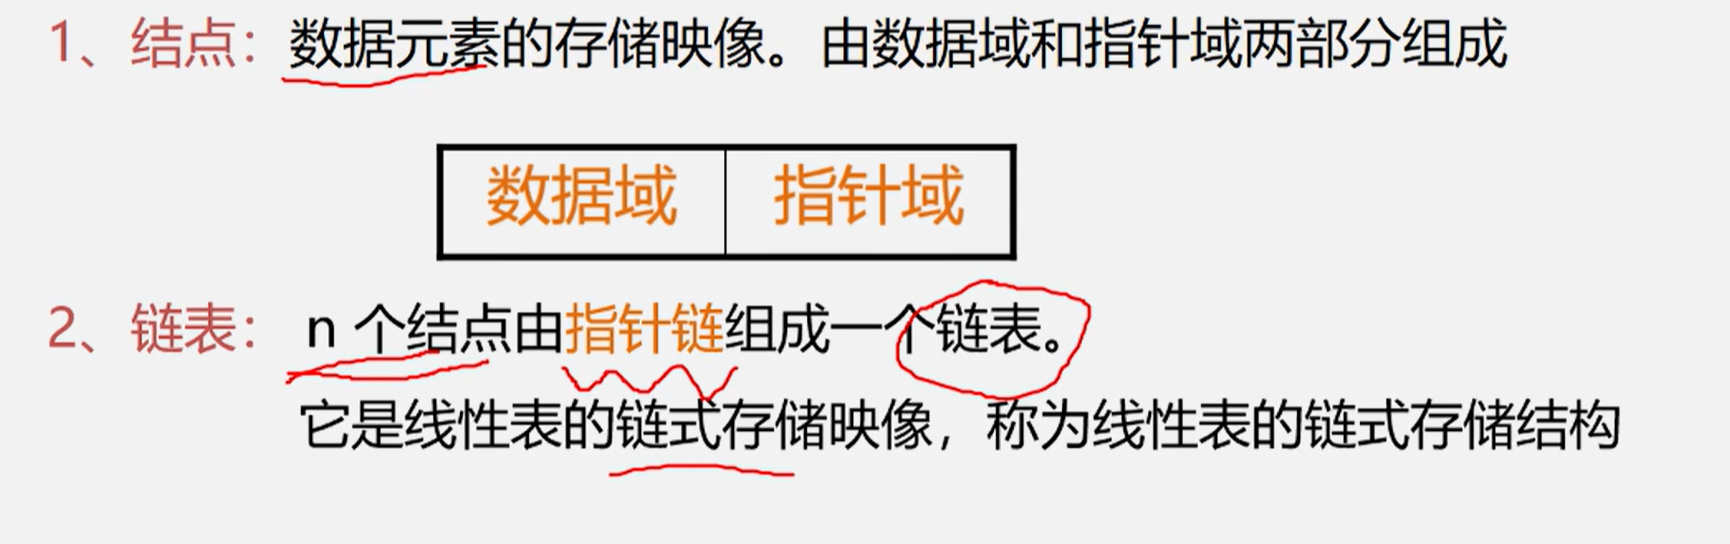 1、结点：数据元素的存储映像。由数据域和指针域两部分组成
数据域 指针域
2、链表： n 个结点由指针链组成一个链表。
它是线性表的链式存储映像，称为线性表的链式存储结构